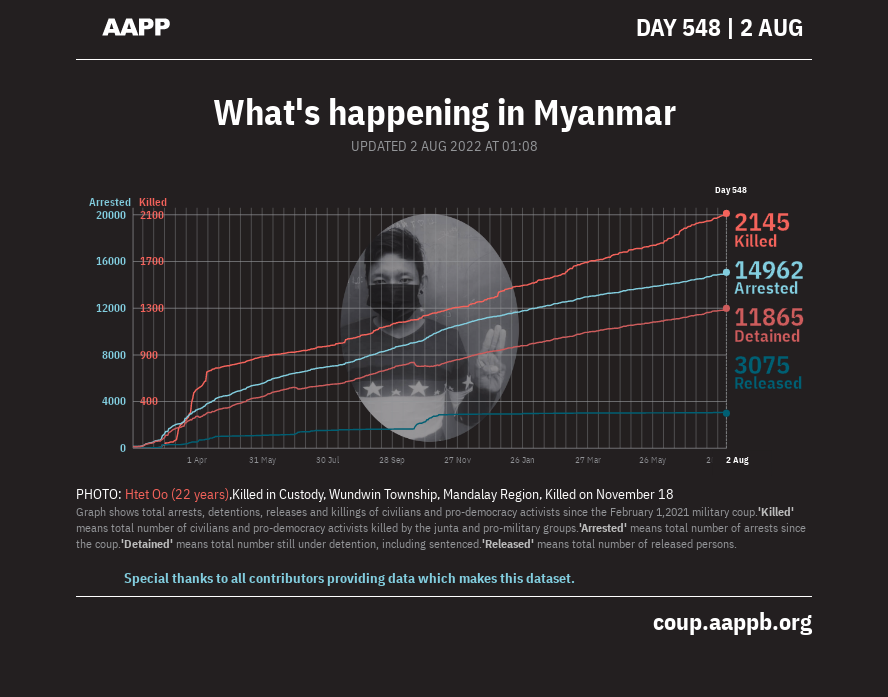 AAPP
DAY 548 | 2 AUG
What's happening in Myanmar
UPDATED 2 AUG 2022 AT 01:08
Day 548
Arrested Killed
20000 2100
16000 1700
12000 1300
8000 900
4000 400
0
2145
Killed
14962
Arrested
11865
Detained
3075
Released
1 Apr 31 May 30 Jul 28 Sep 27 Nov 26 Jan 27 Mar 26 May 2 2 Aug
PHOTO: Htet Oo (22 years),Killed in Custody, Wundwin Township, Mandalay Region, Killed on November 18
Graph shows total arrests, detentions, releases and killings of civilians and pro-democracy activists since the February 1,2021 military coup.'Killed'
means total number of civilians and pro-democracy activists killed by the junta and pro-military groups.'Arrested' means total number of arrests since
the coup.'Detained' means total number still under detention, including sentenced.'Released' means total number of released persons.
Special thanks to all contributors providing data which makes this dataset.
coup.aappb.org